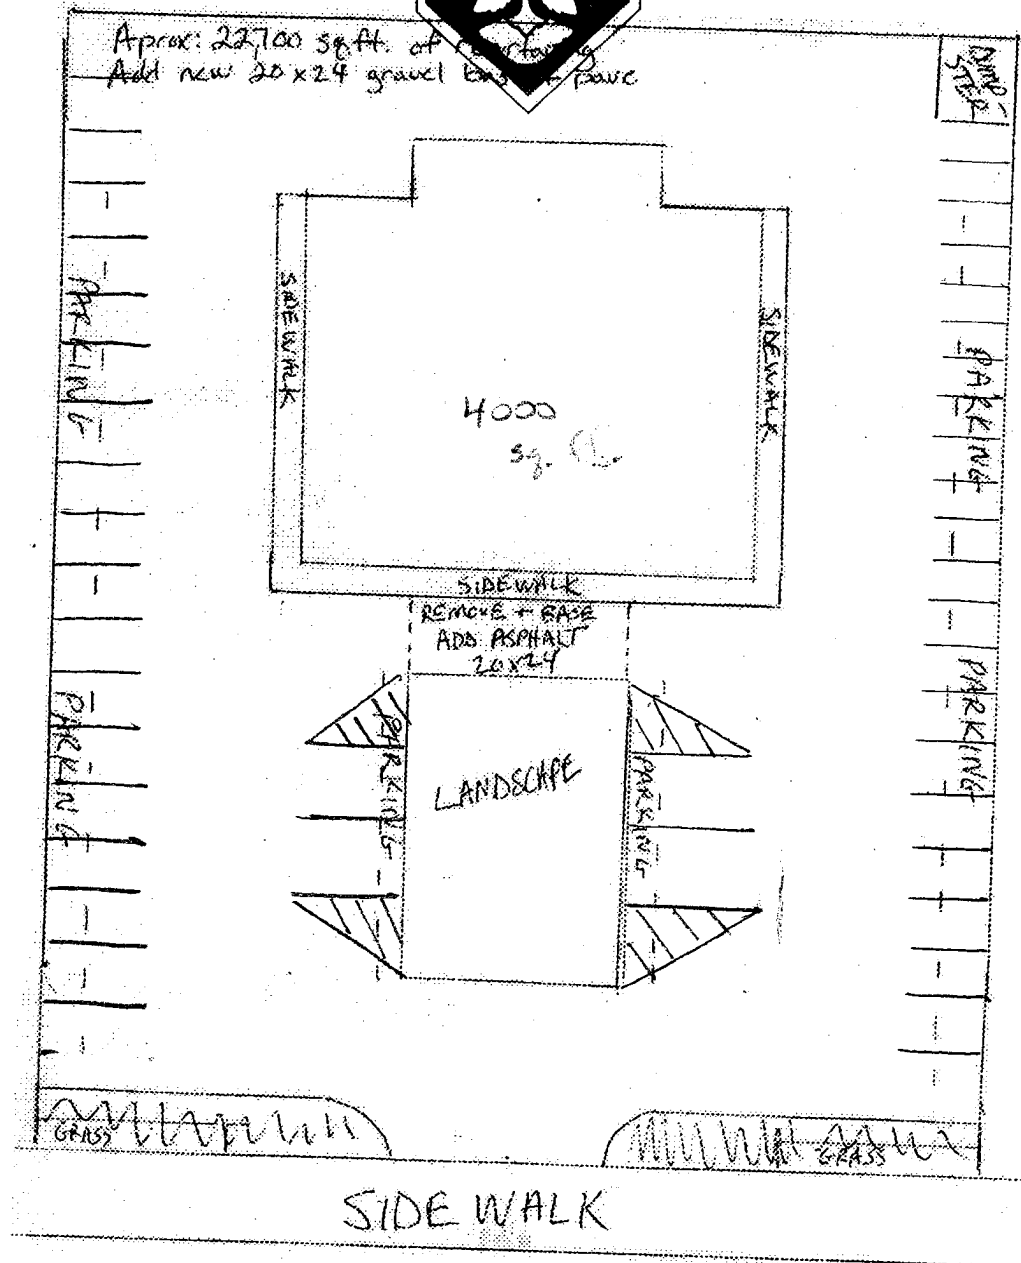 Aprox: 22,700 sq.ft. of
Add new 20x24 gravel pave
DUMP-
STER
SIDEWALK
SIDEWALK
PARKING
PARKING
4000
sq.
SIDEWALK
REMOVE + BASE
ADD ASPHALT
20x24
PARKING
PARKING
PARKING
PARKING
LANDSCAPE
GRASS
GRASS
SIDEWALK